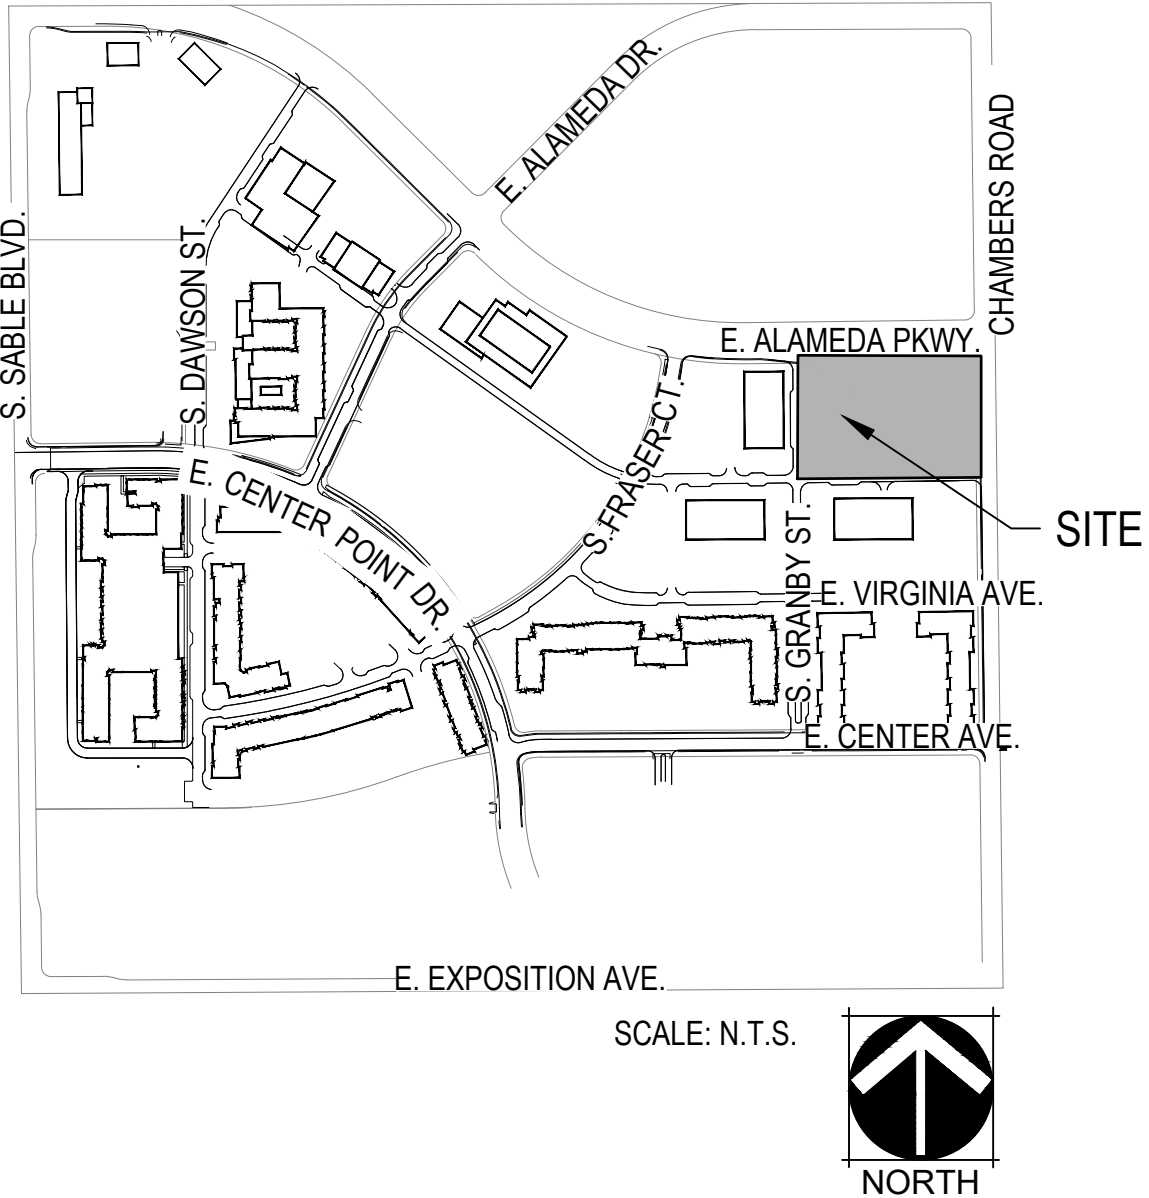 E. ALAMEDA DR.
CHAMBERS ROAD
S. SABLE BLVD.
S. DAWSON ST.
E. ALAMEDA PKWY.
S. FRASER CT.
E. CENTER POINT DR.
SITE
S. GRANBY ST.
E. VIRGINIA AVE.
E. CENTER AVE.
E. EXPOSITION AVE.
SCALE: N.T.S.
NORTH